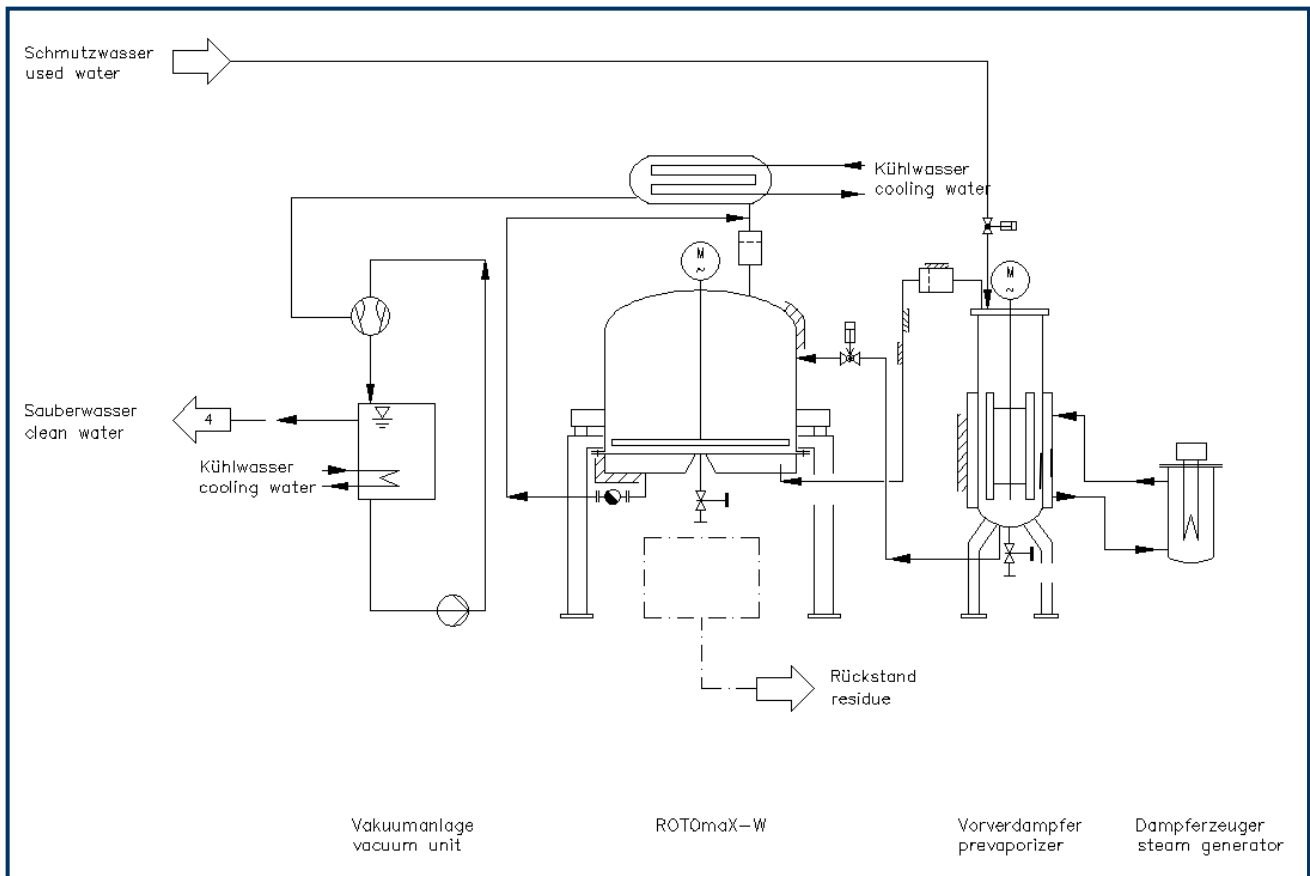 Schmutzwasser
used water
Kühlwasser
cooling water
M
~
M
~
Sauberwasser
clean water
4
Kühlwasser
cooling water
Rückstand
residue
Vakuumanlage
vacuum unit
ROTOmaX-W
Vorverdampfer
prevaporizer
Dampferzeuger
steam generator